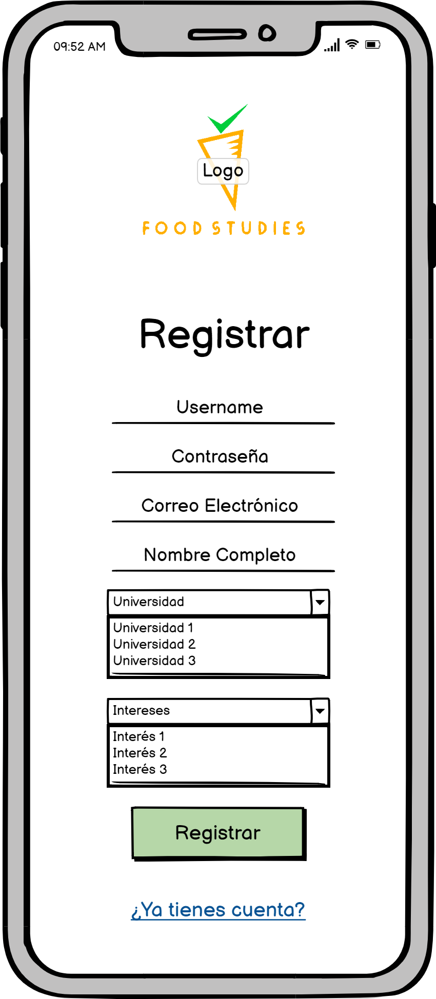 09:52 AM
Logo
FOOD STUDIES
Registrar
Username
Contraseña
Correo Electrónico
Nombre Completo
Universidad
Universidad 1
Universidad 2
Universidad 3
Intereses
Interés 1
Interés 2
Interés 3
Registrar
¿Ya tienes cuenta?